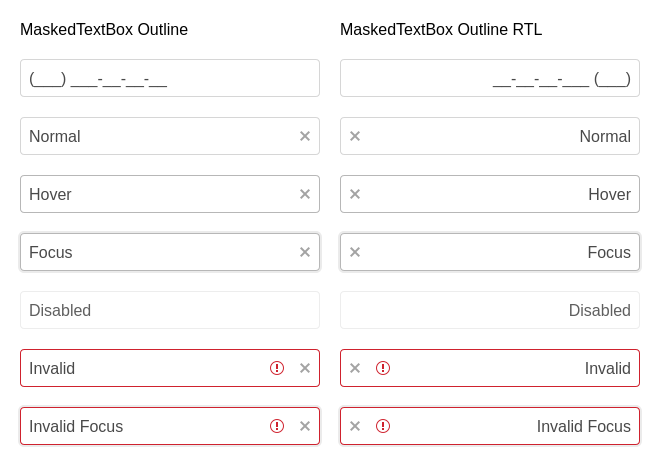 MaskedTextBox Outline
MaskedTextBox Outline RTL
(___) ___-__-__-__
__-__-__-___ (___)
Normal
Normal
Hover
Hover
Focus
Focus
Disabled
Disabled
Invalid
Invalid
Invalid Focus
Invalid Focus